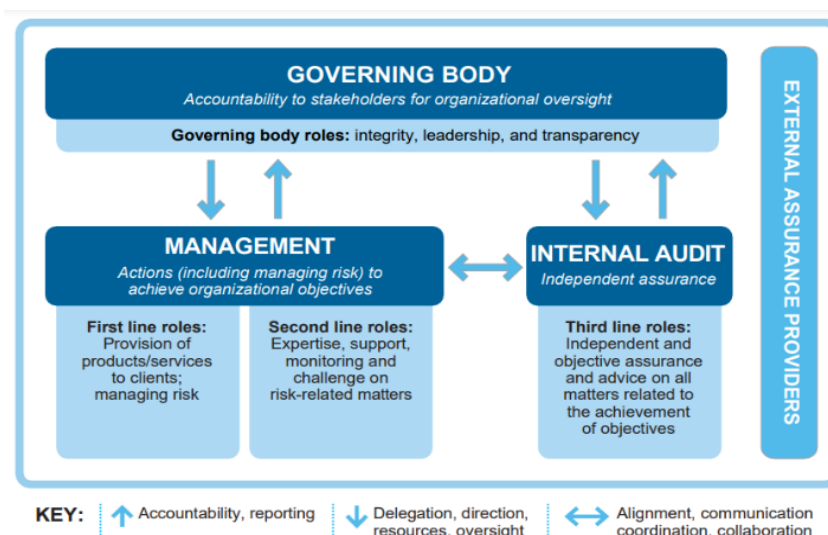 GOVERNING BODY
Accountability to stakeholders for organizational oversight
Governing body roles: integrity, leadership, and transparency
MANAGEMENT
Actions (including managing risk) to
achieve organizational objectives
First line roles:
Provision of
products/services
to clients;
managing risk
Second line roles:
Expertise, support,
monitoring and
challenge on
risk-related matters
INTERNAL AUDIT
Independent assurance
Third line roles:
Independent and
objective assurance
and advice on all
matters related to
the achievement
of objectives
EXTERNAL ASSURANCE PROVIDERS
KEY:
Accountability, reporting
Delegation, direction,
resources, oversight
Alignment, communication
coordination, collaboration